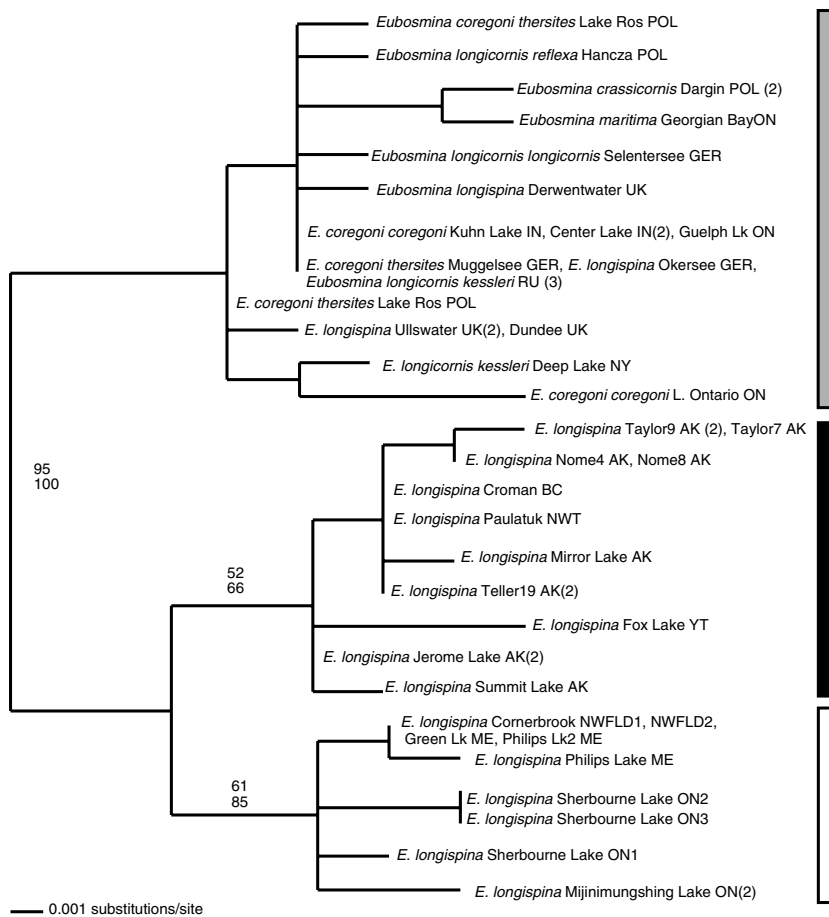 Eubosmina coregoni thersites Lake Ros POL
Eubosmina longicornis reflexa Hancza POL
Eubosmina crassicornis Dargin POL (2)
Eubosmina maritima Georgian BayON
Eubosmina longicornis longicornis Selentersee GER
Eubosmina longispina Derwentwater UK
E. coregoni coregoni Kuhn Lake IN, Center Lake IN(2), Guelph Lk ON
E. coregoni thersites Muggelsee GER, E. longispina Okersee GER,
Eubosmina longicornis kessleri RU (3)
E. coregoni thersites Lake Ros POL
E. longispina Ullswater UK(2), Dundee UK
E. longicornis kessleri Deep Lake NY
E. coregoni coregoni L. Ontario ON
E. longispina Taylor9 AK (2), Taylor7 AK
E. longispina Nome4 AK, Nome8 AK
95
100
E. longispina Croman BC
E. longispina Paulatuk NWT
E. longispina Mirror Lake AK
52
66
E. longispina Teller19 AK(2)
E. longispina Fox Lake YT
E. longispina Jerome Lake AK(2)
E. longispina Summit Lake AK
E. longispina Cornerbrook NWFLD1, NWFLD2,
Green Lk ME, Philips Lk2 ME
E. longispina Philips Lake ME
61
85
E. longispina Sherbourne Lake ON2
E. longispina Sherbourne Lake ON3
E. longispina Sherbourne Lake ON1
E. longispina Mijinimungshing Lake ON(2)
0.001 substitutions/site